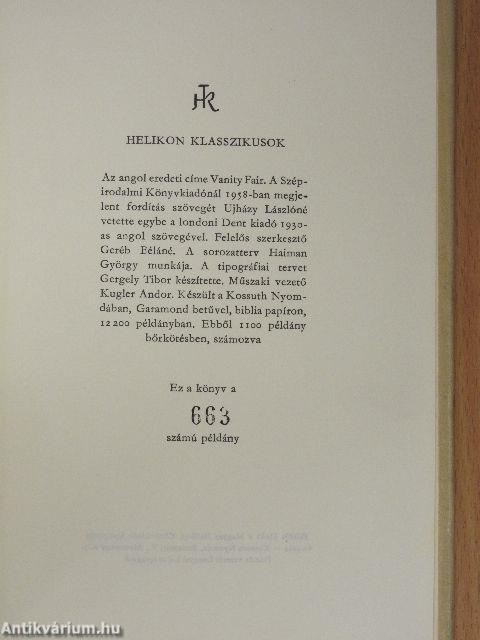 HELIKON KLASSZIKUSOK
Az angol eredeti címe Vanity Fair. A Szép-
irodalmi Könyvkiadónál 1958-ban megje-
lent fordítás szövegét Ujházy Lászlóné
vetette egybe a londoni Dent kiadó 1930-
as angol szövegével. Felelős szerkesztő
Geréb Béláné. A sorozatterv Haiman
György munkája. A tipográfiai tervet
Gergely Tibor készítette. Műszaki vezető
Kugler Andor. Készült a Kossuth Nyom-
dában, Garamond betűvel, biblia papíron,
12 200 példányban. Ebből 1100 példány
bőrkötésben, számozva
Ez a könyv a
663
számú példány
Antikvárium.hu